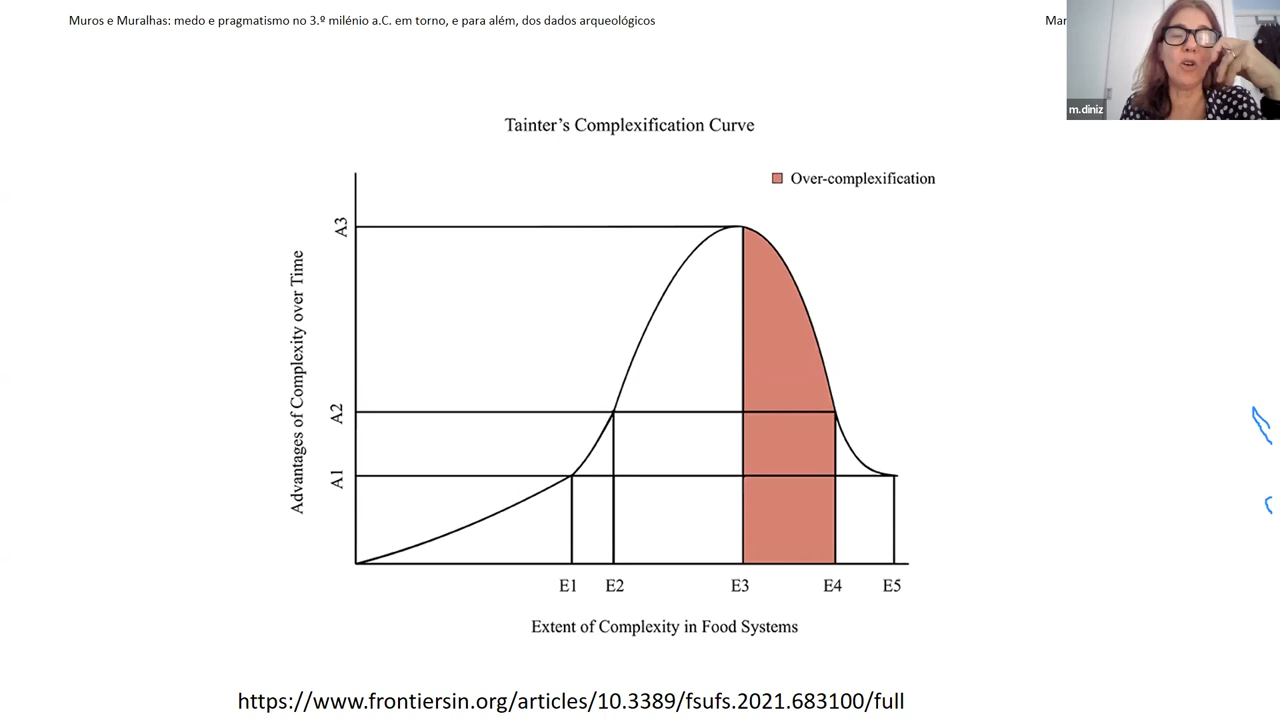 Muros e Muralhas: medo e pragmatismo no 3.º milénio a.C. em torno, e para além, dos dados arqueológicos
m.diniz
Tainter's Complexification Curve
Over-complexification
A3
A2
A1
Advantages of Complexity over Time
E1 E2 E3 E4 E5
Extent of Complexity in Food Systems
https://www.frontiersin.org/articles/10.3389/fsufs.2021.683100/full